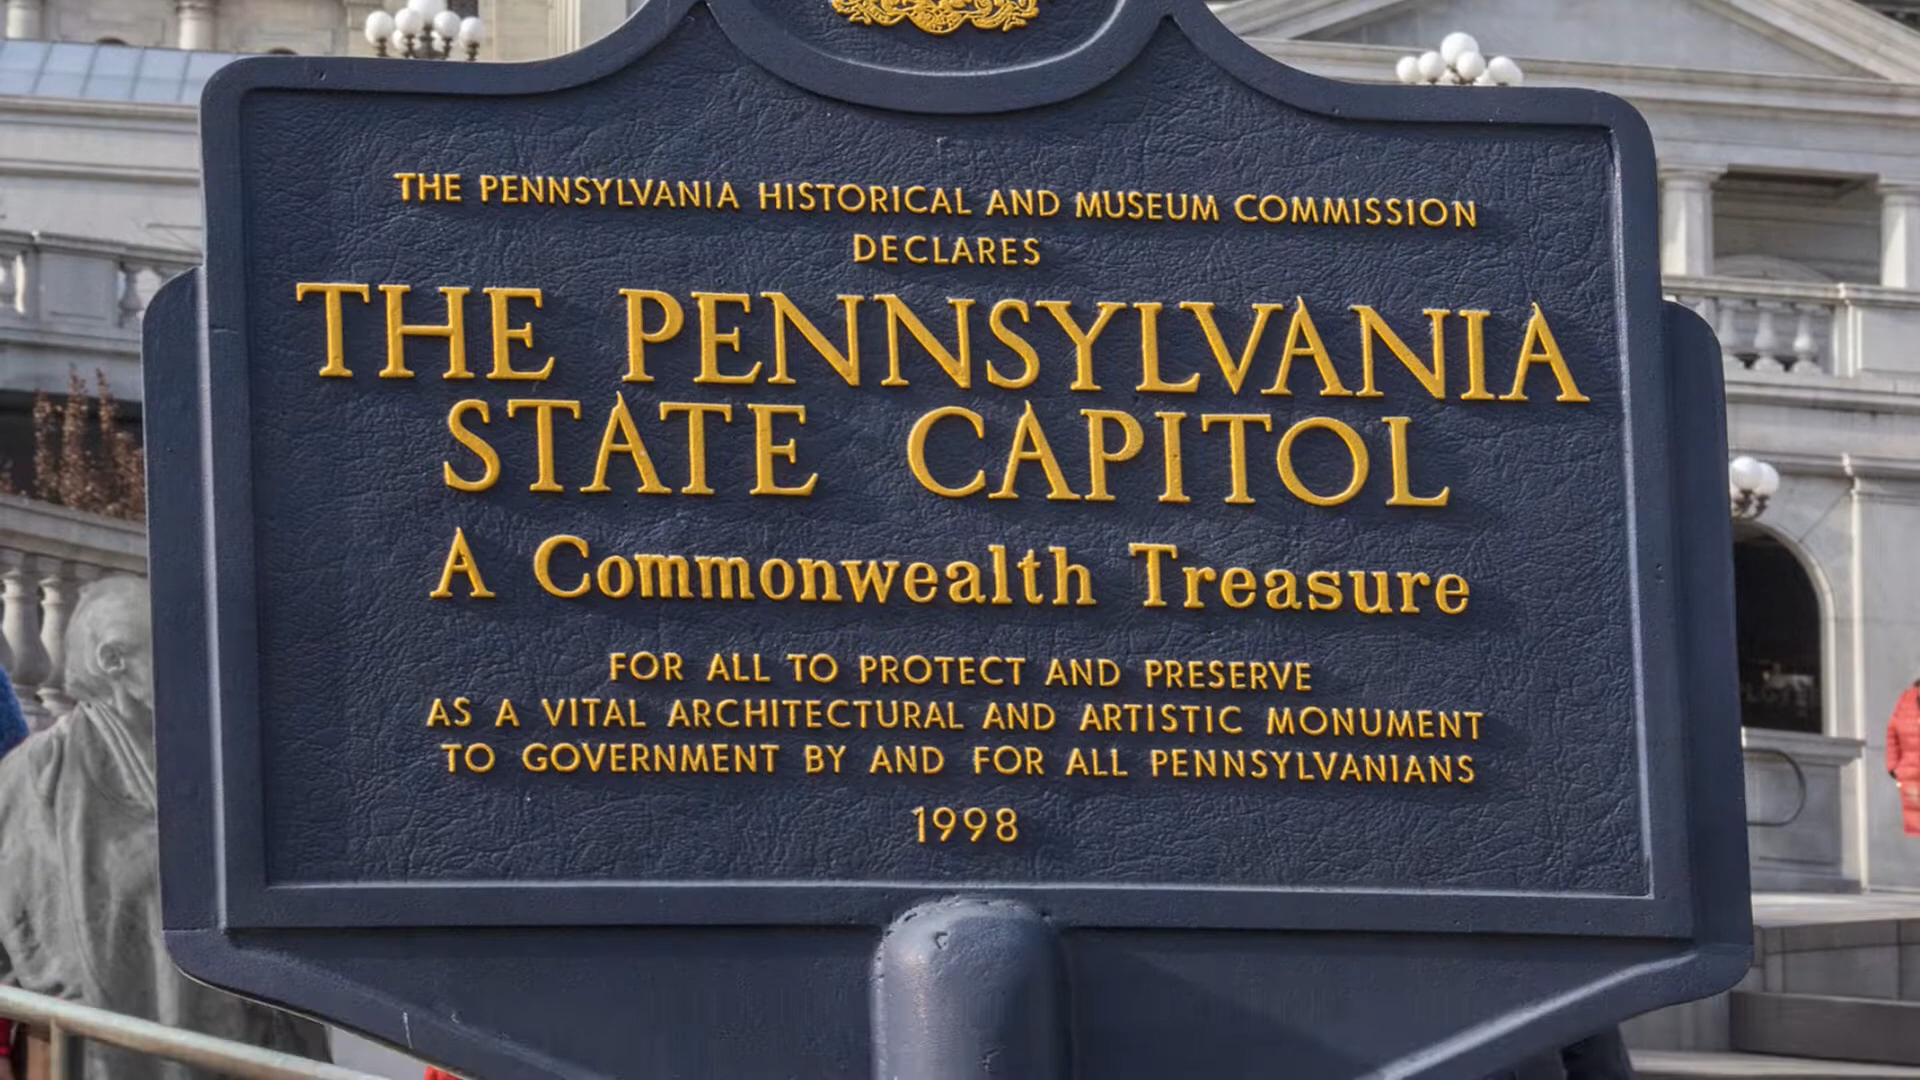 THE PENNSYLVANIA HISTORICAL AND MUSEUM COMMISSION
DECLARES
THE PENNSYLVANIA
STATE CAPITOL
A Commonwealth Treasure
FOR ALL TO PROTECT AND PRESERVE
AS A VITAL ARCHITECTURAL AND ARTISTIC MONUMENT
TO GOVERNMENT BY AND FOR ALL PENNSYLVANIANS
1998